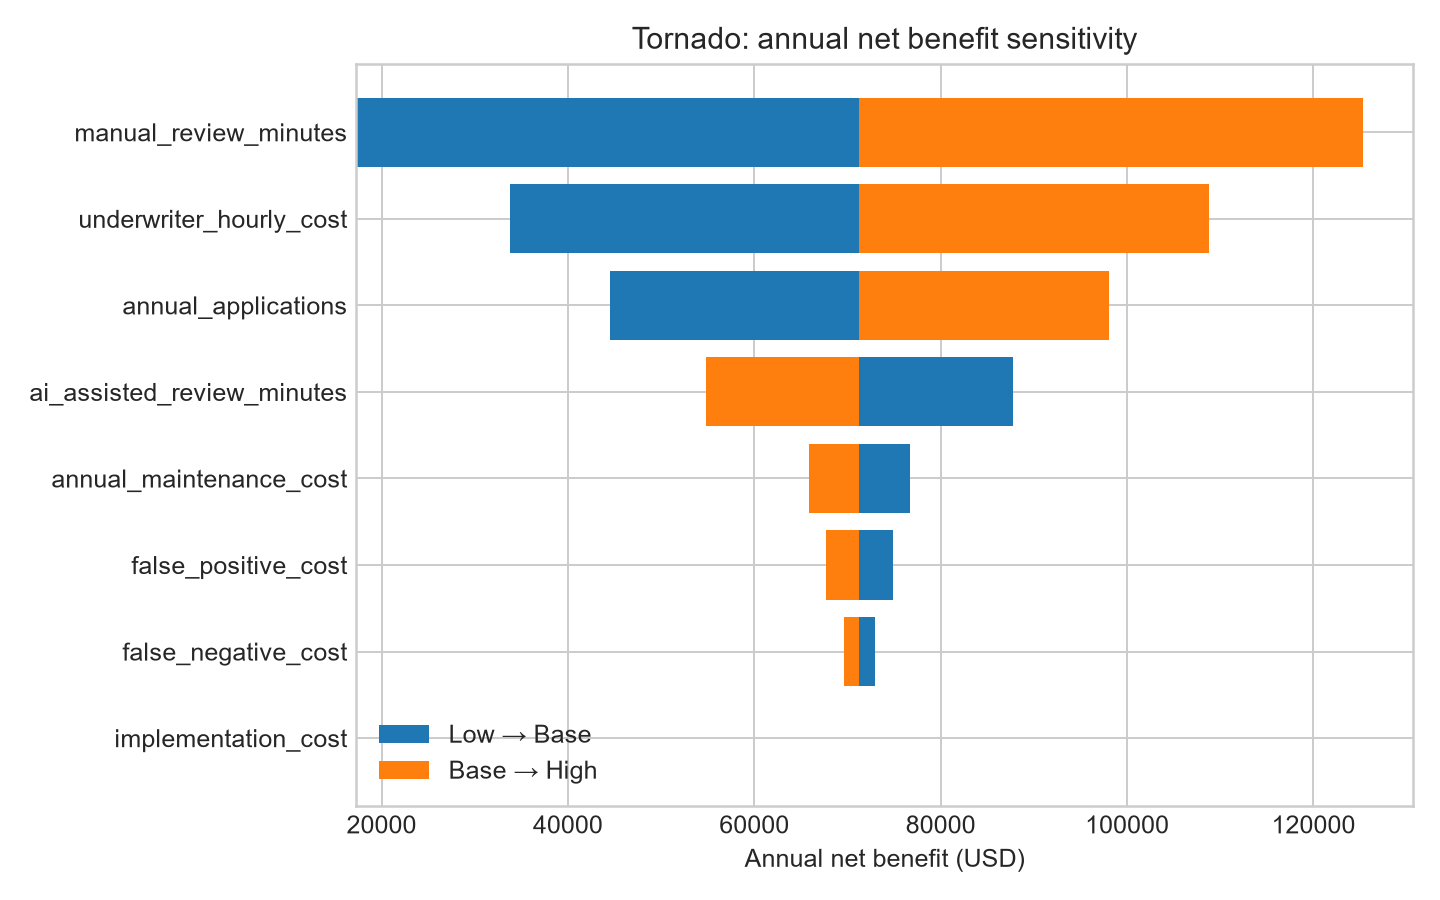 Tornado: annual net benefit sensitivity
manual_review_minutes
underwriter_hourly_cost
annual_applications
ai_assisted_review_minutes
annual_maintenance_cost
false_positive_cost
false_negative_cost
implementation_cost
Low → Base
Base → High
20000 40000 60000 80000 100000 120000
Annual net benefit (USD)